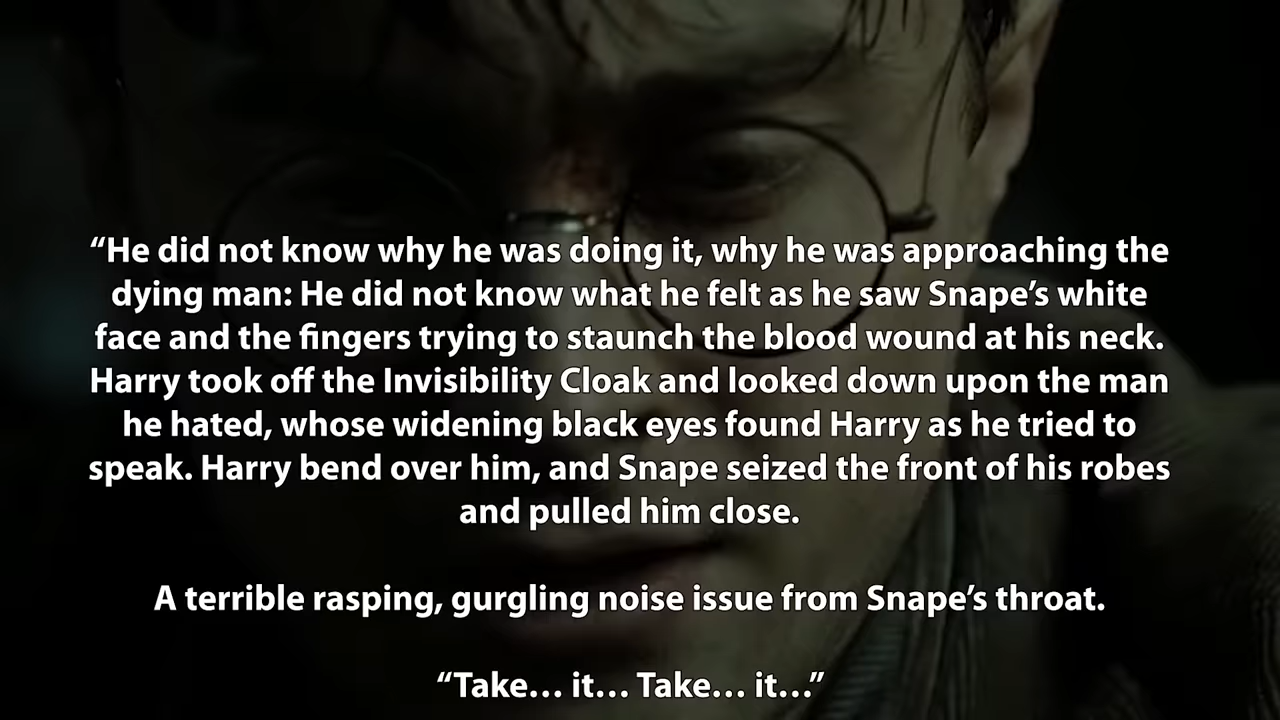 “He did not know why he was doing it, why he was approaching the
dying man: He did not know what he felt as he saw Snape’s white
face and the fingers trying to staunch the blood wound at his neck.
Harry took off the Invisibility Cloak and looked down upon the man
he hated, whose widening black eyes found Harry as he tried to
speak. Harry bend over him, and Snape seized the front of his robes
and pulled him close.
A terrible rasping, gurgling noise issue from Snape’s throat.
“Take… it… Take… it…”